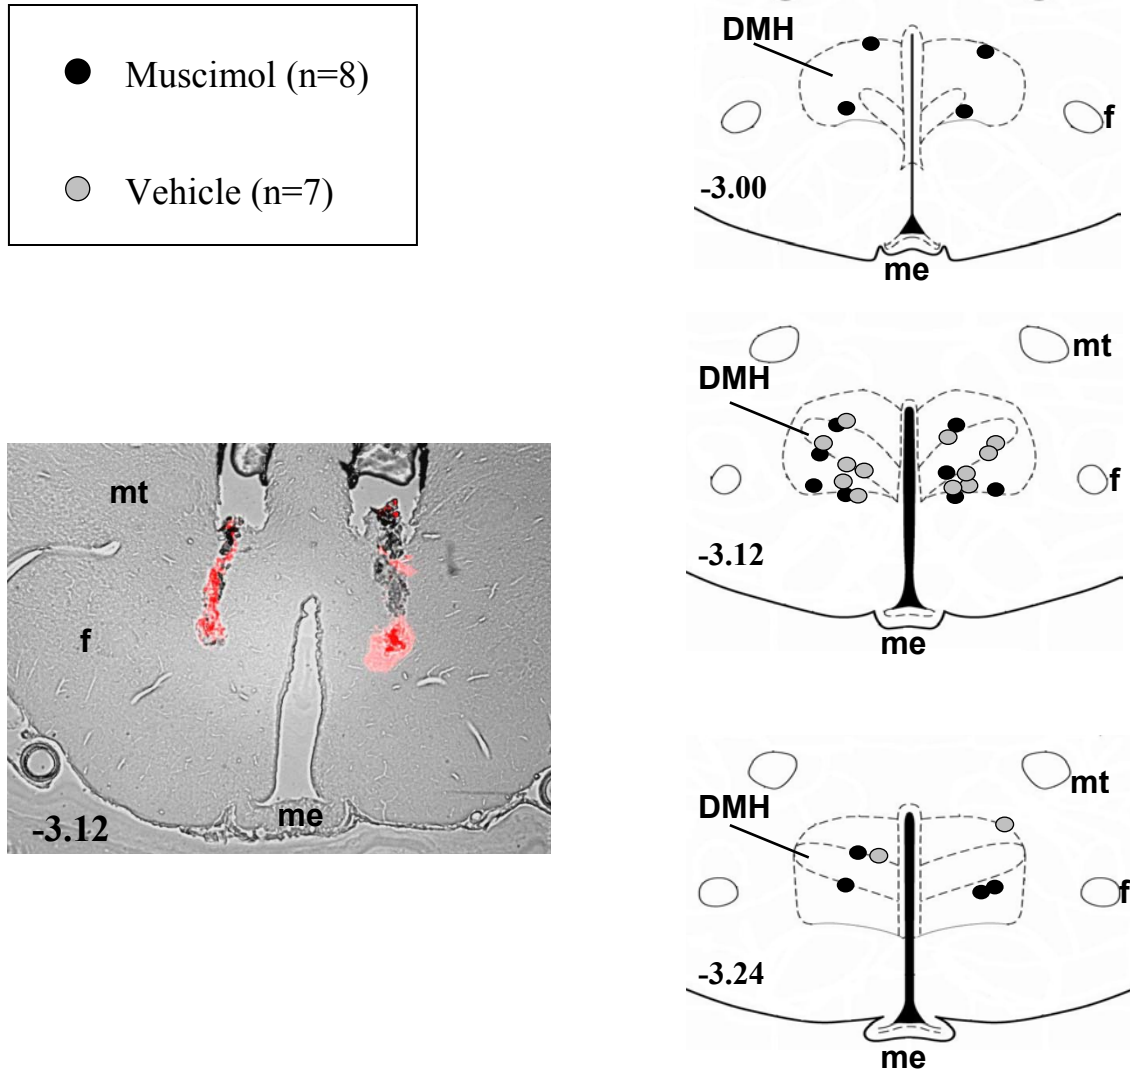 Muscimol (n=8)
Vehicle (n=7)
DMH
f
-3.00
me
mt
DMH
f
-3.12
me
mt
f
me
-3.12
mt
DMH
f
-3.24
me